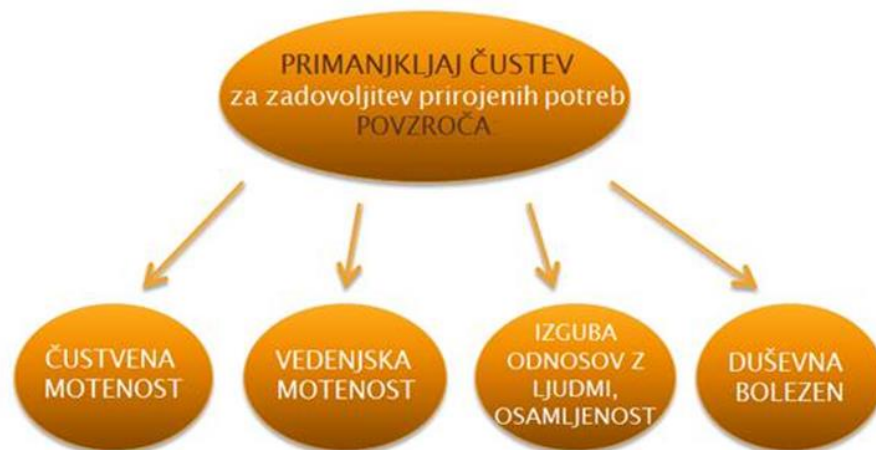 PRIMANJKLJAJ ČUSTEV
za zadovoljitev prirojenih potreb
POVZROČA
ČUSTVENA
MOTENOST
VEDENJSKA
MOTENOST
IZGUBA
ODNOSOV Z
LJUDMI,
OSAMLJENOST
DUŠEVNA
BOLEZEN